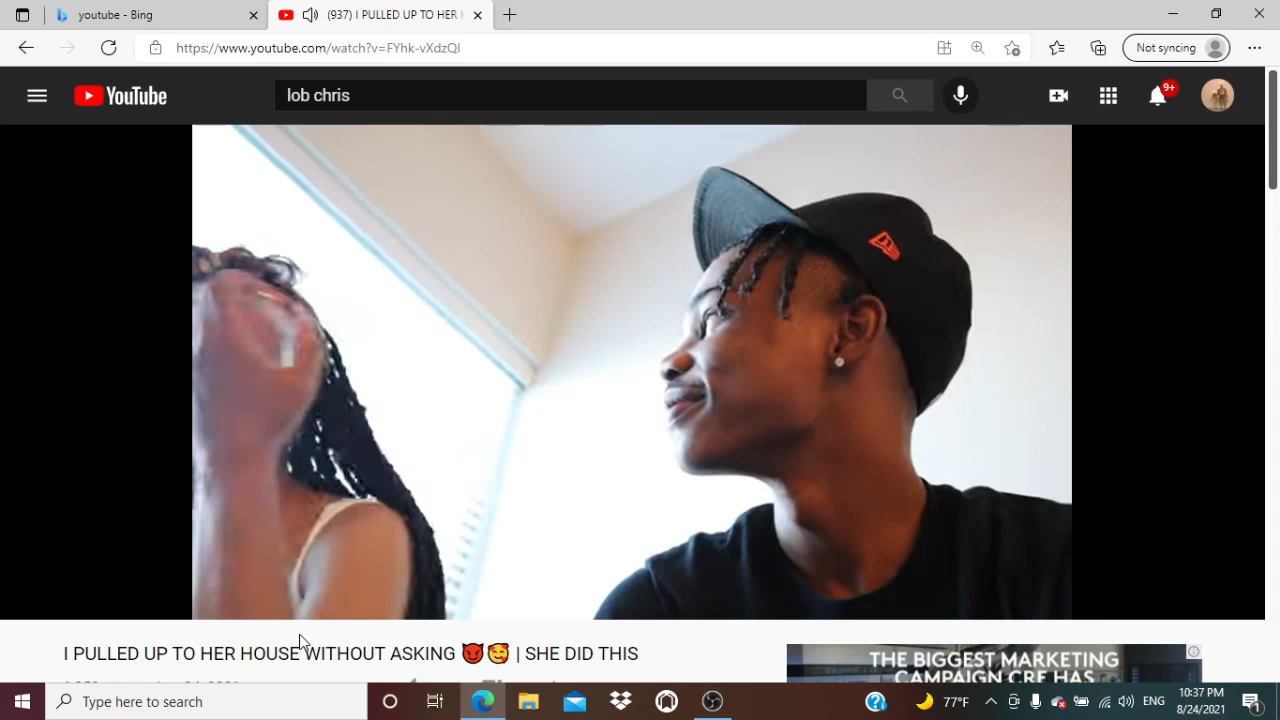 youtube - Bing
(937) I PULLED UP TO HER H
https://www.youtube.com/watch?v=FYhk-vXdzQI
Not syncing
YouTube
lob chris
9+
I PULLED UP TO HER HOUSE WITHOUT ASKING 😈🥰 | SHE DID THIS
THE BIGGEST MARKETING
CAMPAIGN CRE HAS
Type here to search
77°F
ENG
10:37 PM
8/24/2021
1